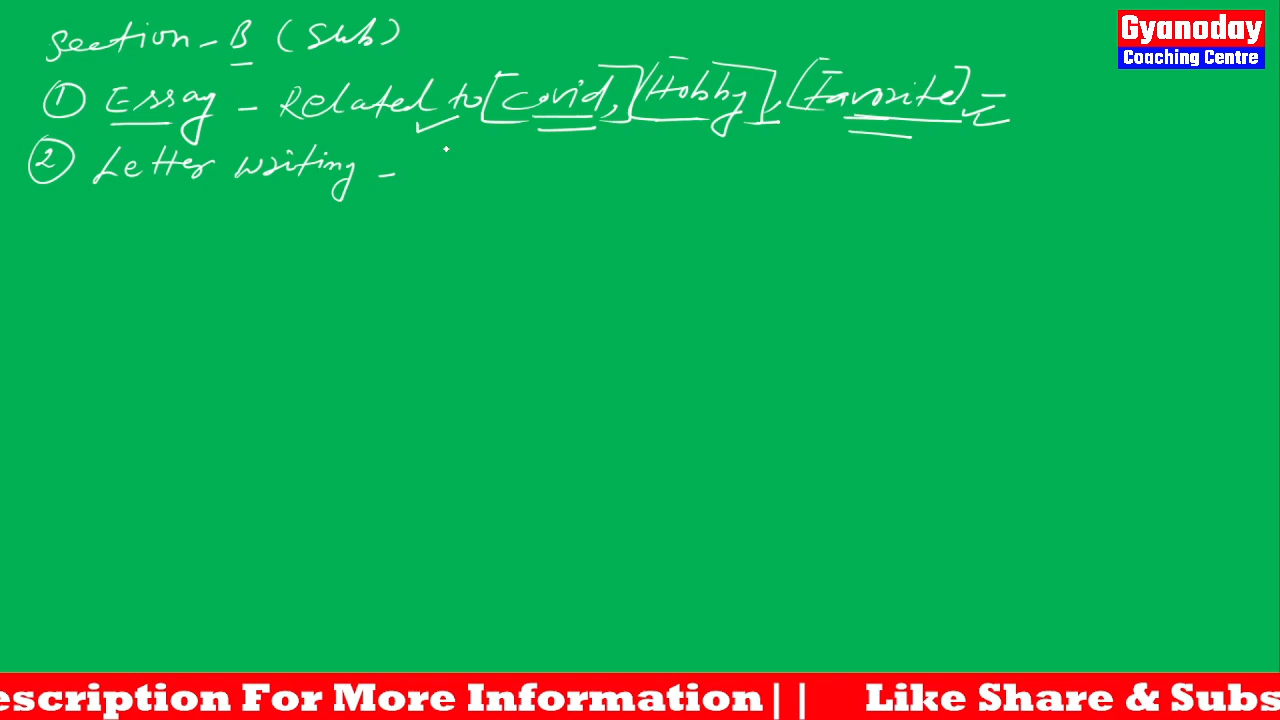 Section - B (Sub)
① Essay - Related to [Covid,] [Hobby], [Favorite] -
② Letter writing -
Gyanoday
Coaching Centre
escription For More Information|| Like Share & Subs